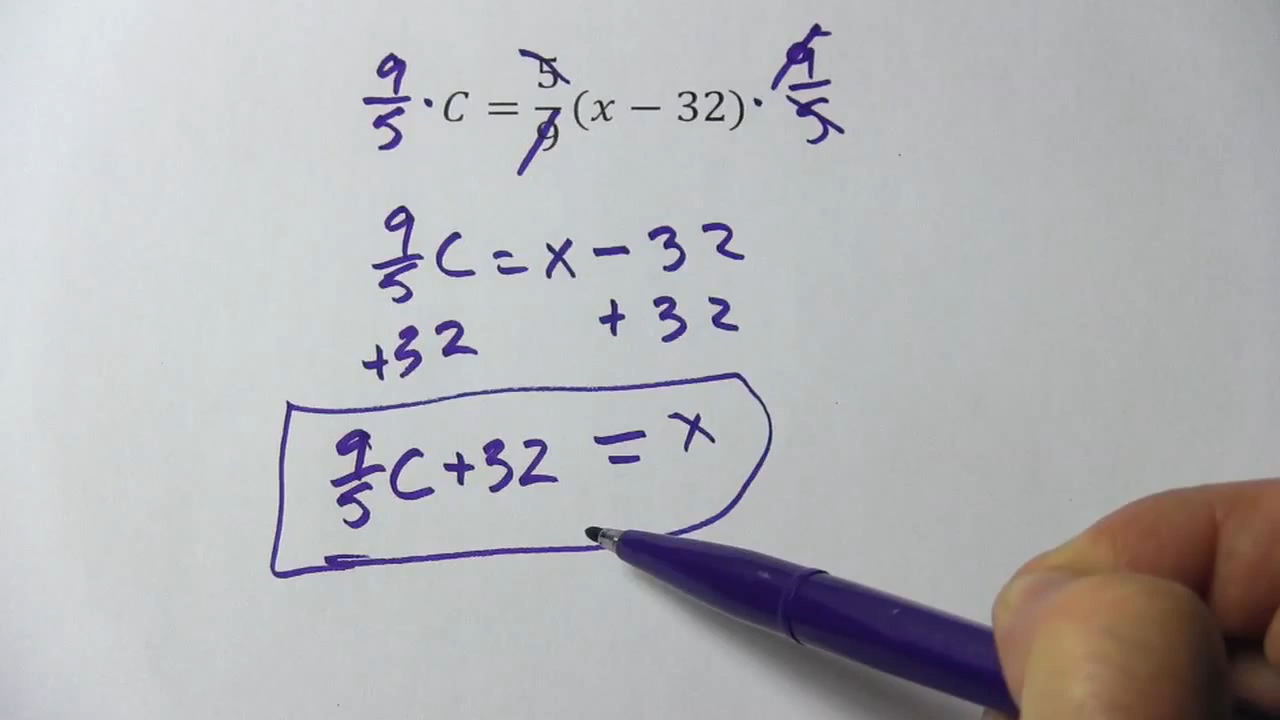 9/5 · C = 5/9 (x − 32) · 9/5
9/5 C = x − 32
+32 + 32
9/5 C + 32 = x